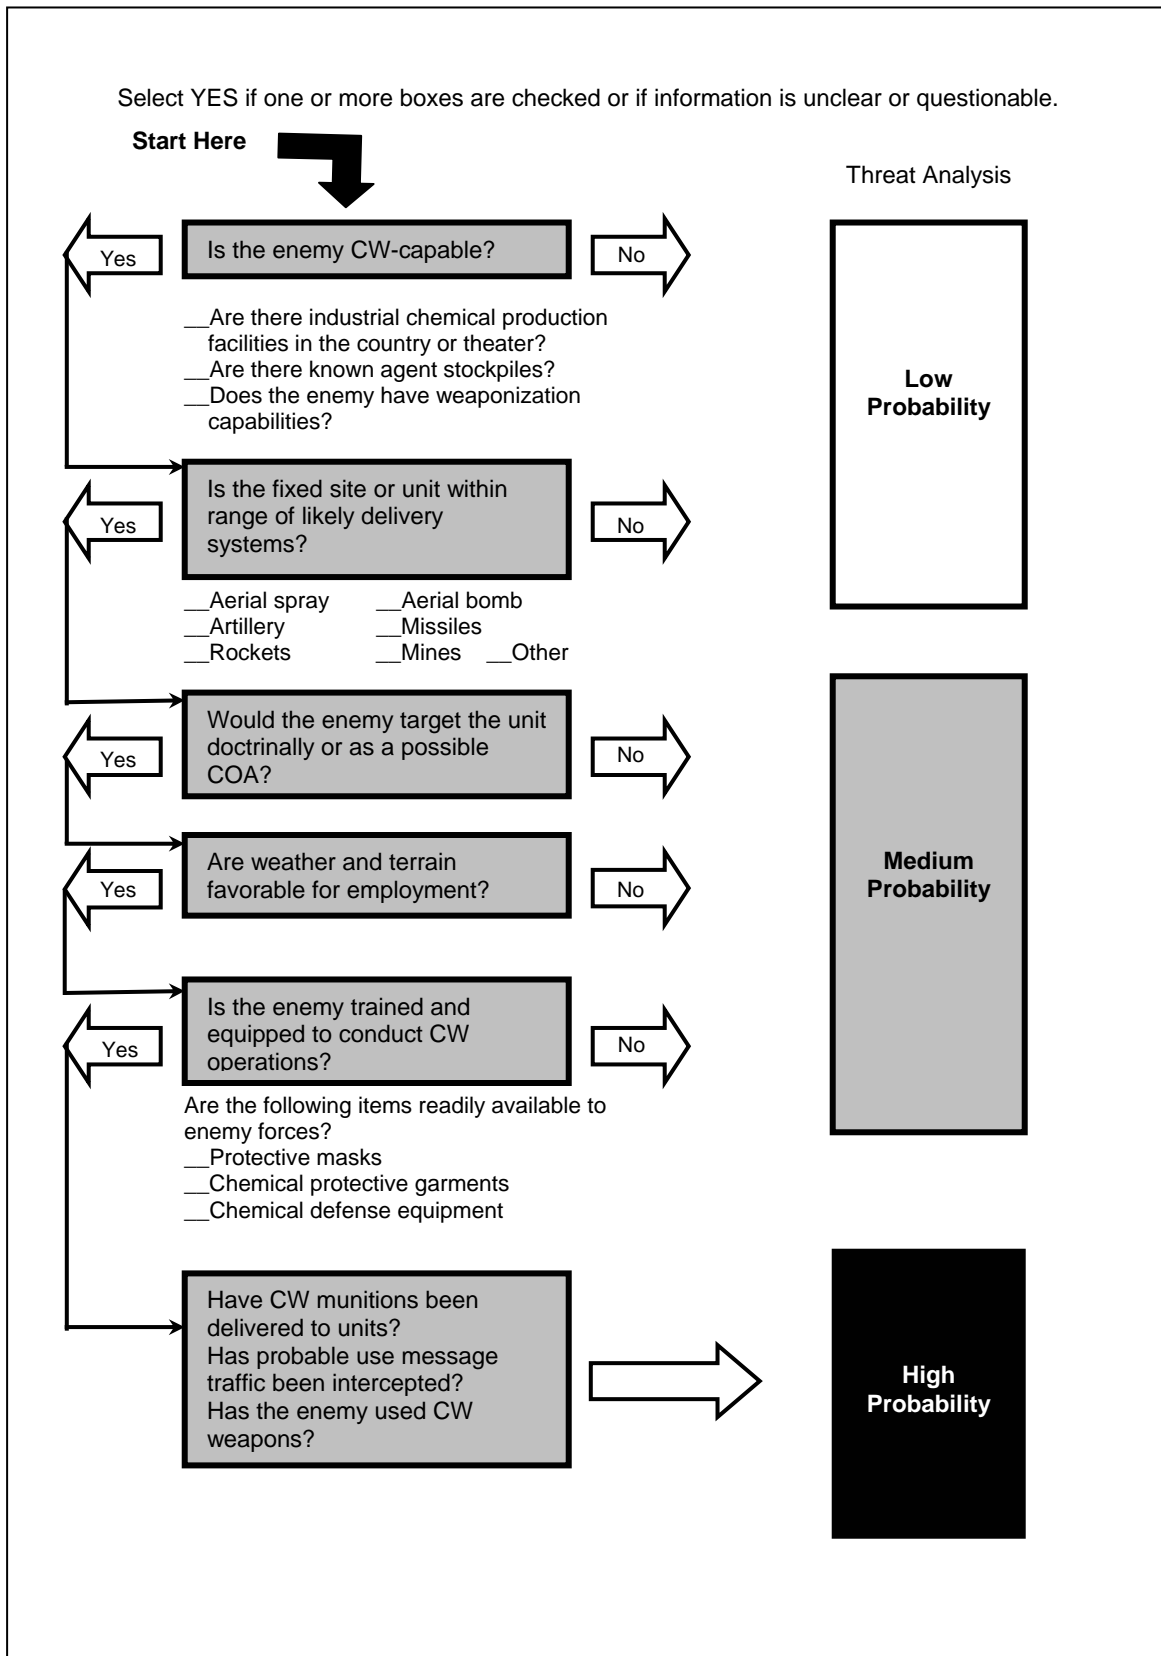 Select YES if one or more boxes are checked or if information is unclear or questionable.
Start Here
Threat Analysis
Yes
Is the enemy CW-capable?
No
__Are there industrial chemical production
facilities in the country or theater?
__Are there known agent stockpiles?
__Does the enemy have weaponization
capabilities?
Low
Probability
Yes
Is the fixed site or unit within
range of likely delivery
systems?
No
__Aerial spray __Aerial bomb
__Artillery __Missiles
__Rockets __Mines __Other
Yes
Would the enemy target the unit
doctrinally or as a possible
COA?
No
Yes
Are weather and terrain
favorable for employment?
No
Medium
Probability
Yes
Is the enemy trained and
equipped to conduct CW
operations?
No
Are the following items readily available to
enemy forces?
__Protective masks
__Chemical protective garments
__Chemical defense equipment
Have CW munitions been
delivered to units?
Has probable use message
traffic been intercepted?
Has the enemy used CW
weapons?
High
Probability